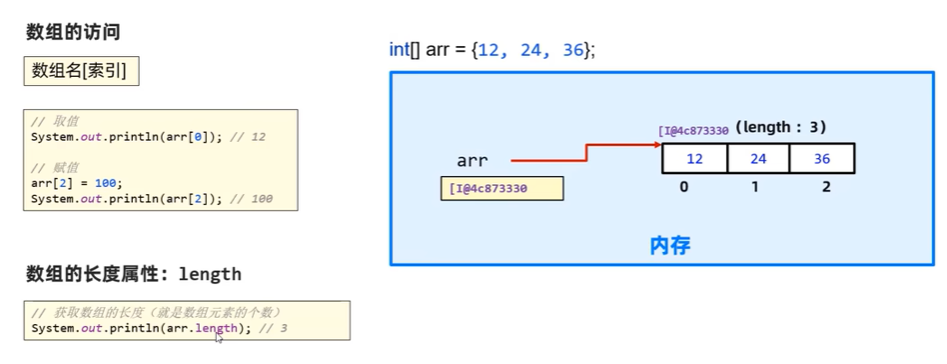 数组的访问
数组名[索引]
// 取值
System.out.println(arr[0]); // 12
// 赋值
arr[2] = 100;
System.out.println(arr[2]); // 100
数组的长度属性：length
// 获取数组的长度（就是数组元素的个数）
System.out.println(arr.length); // 3
int[] arr = {12, 24, 36};
[I@4c873330 (length : 3)
arr
12 24 36
[I@4c873330
0 1 2
内存